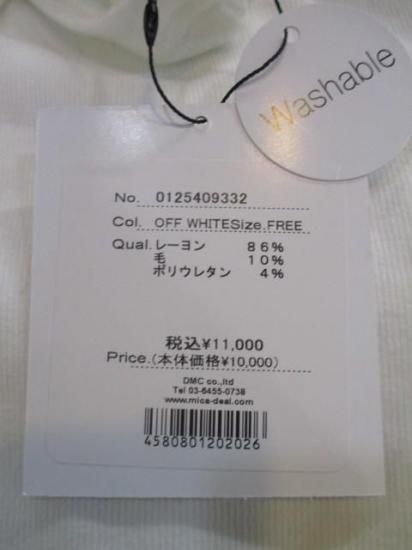 Washable
No. 0125409332
Col. OFF WHITESize.FREE
Qual.レーヨン 86%
毛 10%
ポリウレタン 4%
税込¥11,000
Price.(本体価格¥10,000)
DMC co.,ltd
Tel 03-6455-0738
www.mica-deal.com
4580801202026